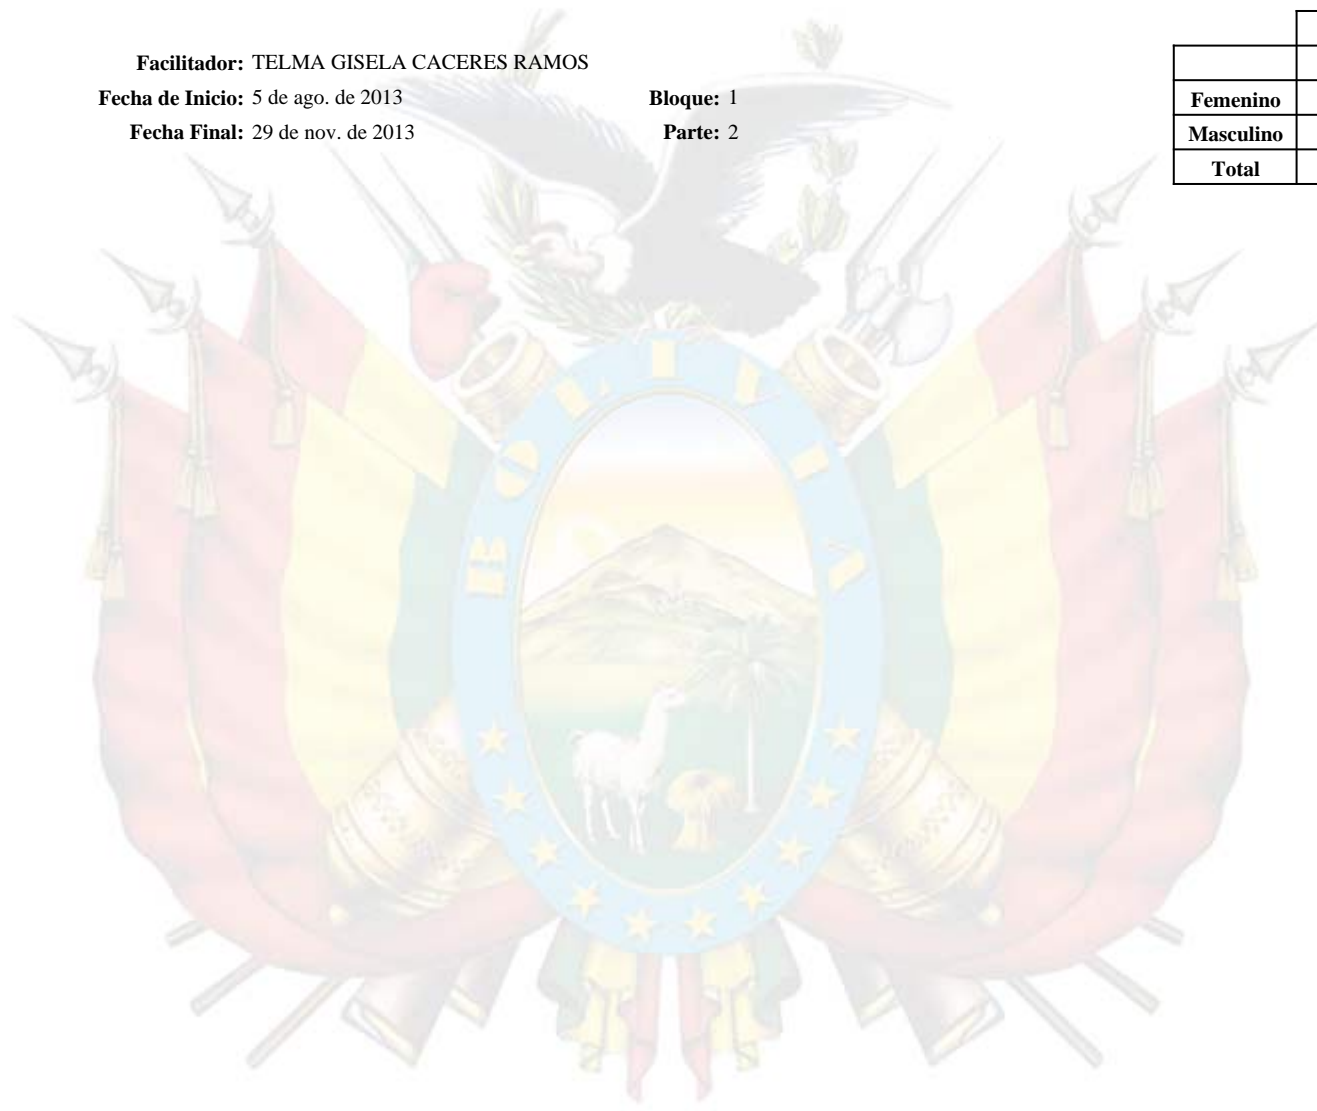 Facilitador: TELMA GISELA CACERES RAMOS
Fecha de Inicio: 5 de ago. de 2013 Bloque: 1
Fecha Final: 29 de nov. de 2013 Parte: 2
Femenino
Masculino
Total
BOLIVIA